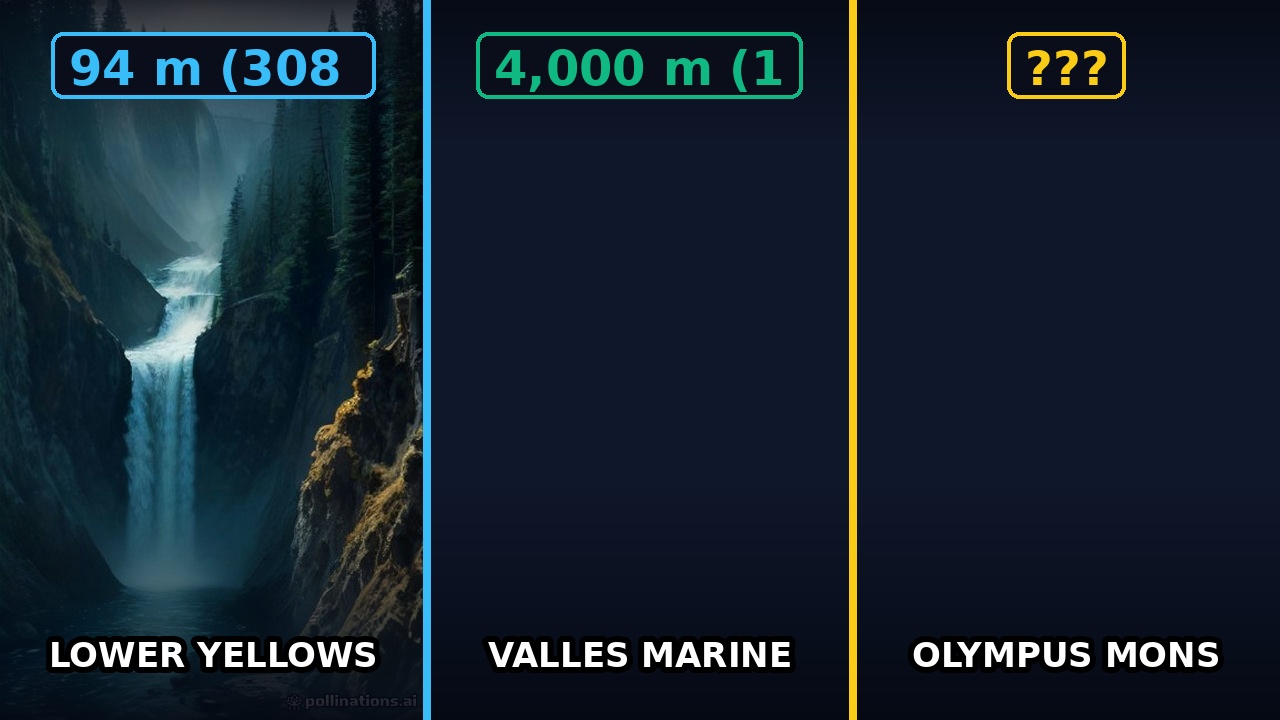 94 m (308
4,000 m (1
???
LOWER YELLOWS
VALLES MARINE
OLYMPUS MONS
pollinations.ai